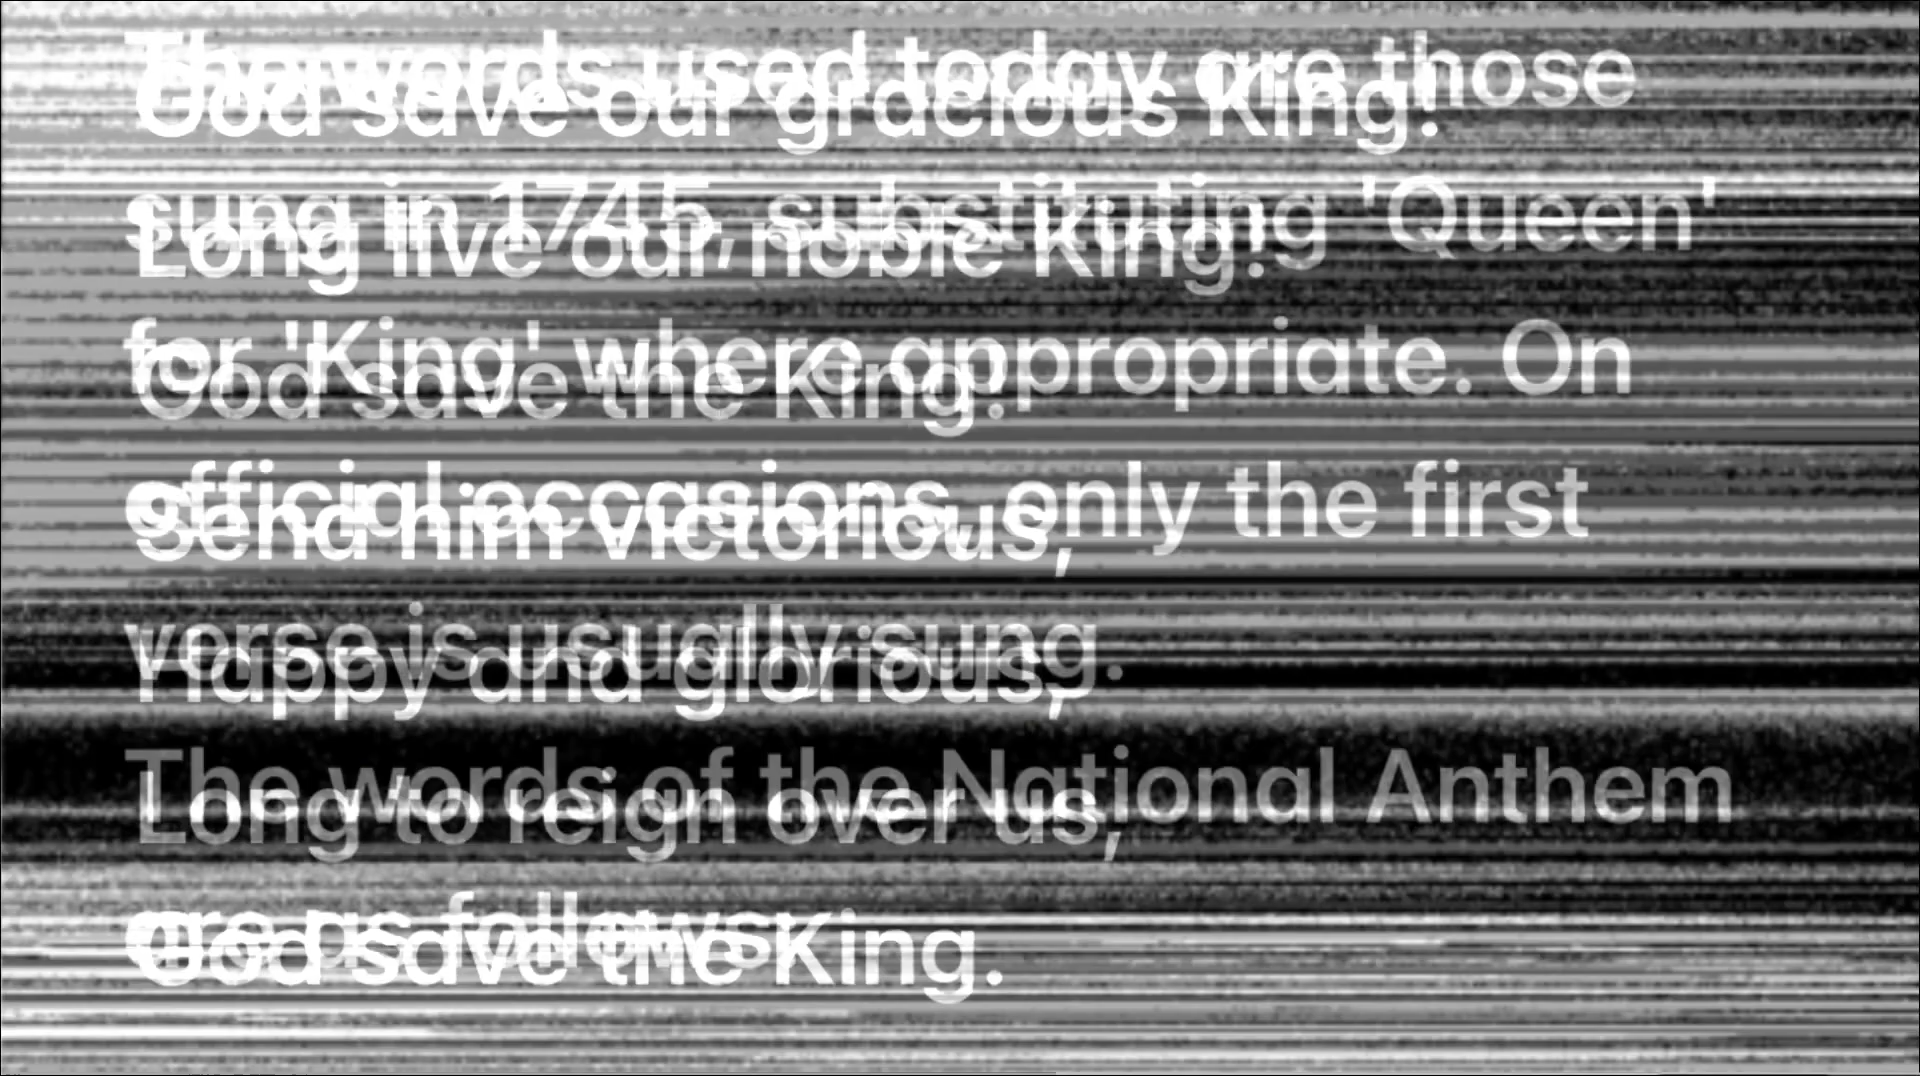 The words used today are those
God save our gracious King!
sung in 1745, substituting 'Queen'
Long live our noble King!
for 'King' where appropriate. On
God save the King!
official occasions, only the first
Send him victorious,
verse is usually sung.
Happy and glorious,
The words of the National Anthem
Long to reign over us,
are as follows:
God save the King.